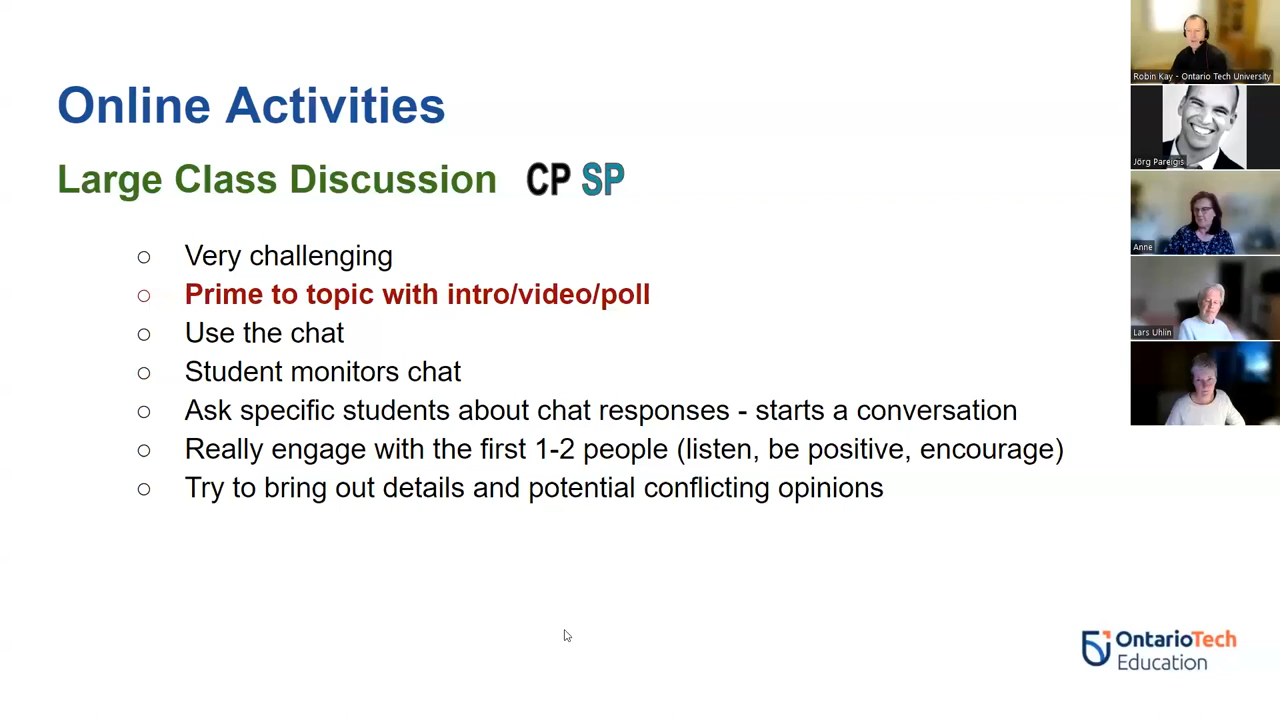 Online Activities
Large Class Discussion CP SP
○ Very challenging
○ Prime to topic with intro/video/poll
○ Use the chat
○ Student monitors chat
○ Ask specific students about chat responses - starts a conversation
○ Really engage with the first 1-2 people (listen, be positive, encourage)
○ Try to bring out details and potential conflicting opinions
Robin Kay - Ontario Tech University
Jörg Pareigis
Anne
Lars Uhlin
OntarioTech
Education